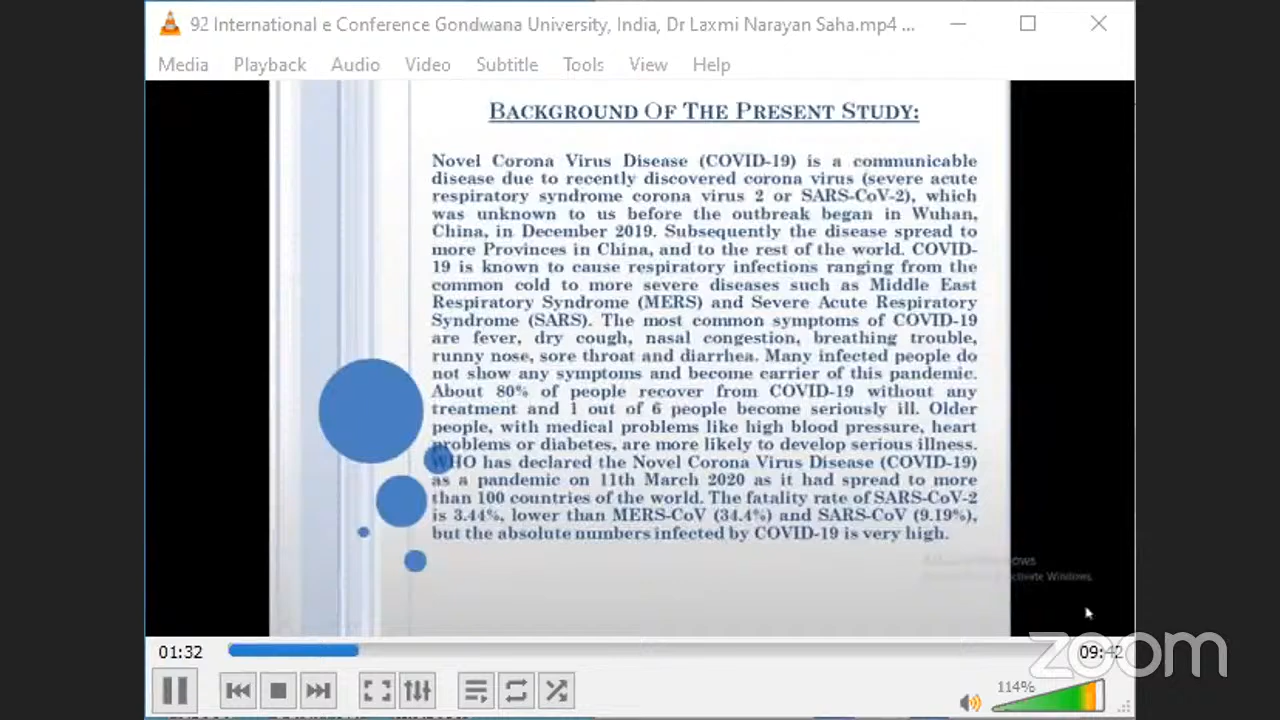 92 International e Conference Gondwana University, India, Dr Laxmi Narayan Saha.mp4 ...
Media Playback Audio Video Subtitle Tools View Help
BACKGROUND OF THE PRESENT STUDY:
Novel Corona Virus Disease (COVID-19) is a communicable
disease due to recently discovered corona virus (severe acute
respiratory syndrome corona virus 2 or SARS-CoV-2), which
was unknown to us before the outbreak began in Wuhan,
China, in December 2019. Subsequently the disease spread to
more Provinces in China, and to the rest of the world. COVID-
19 is known to cause respiratory infections ranging from the
common cold to more severe diseases such as Middle East
Respiratory Syndrome (MERS) and Severe Acute Respiratory
Syndrome (SARS). The most common symptoms of COVID-19
are fever, dry cough, nasal congestion, breathing trouble,
runny nose, sore throat and diarrhea. Many infected people do
not show any symptoms and become carrier of this pandemic.
About 80% of people recover from COVID-19 without any
treatment and 1 out of 6 people become seriously ill. Older
people, with medical problems like high blood pressure, heart
problems or diabetes, are more likely to develop serious illness.
WHO has declared the Novel Corona Virus Disease (COVID-19)
as a pandemic on 11th March 2020 as it had spread to more
than 100 countries of the world. The fatality rate of SARS-CoV-2
is 3.44%, lower than MERS-CoV (34.4%) and SARS-CoV (9.19%),
but the absolute numbers infected by COVID-19 is very high.
Windows.
01:32
09:42
zoom
114%